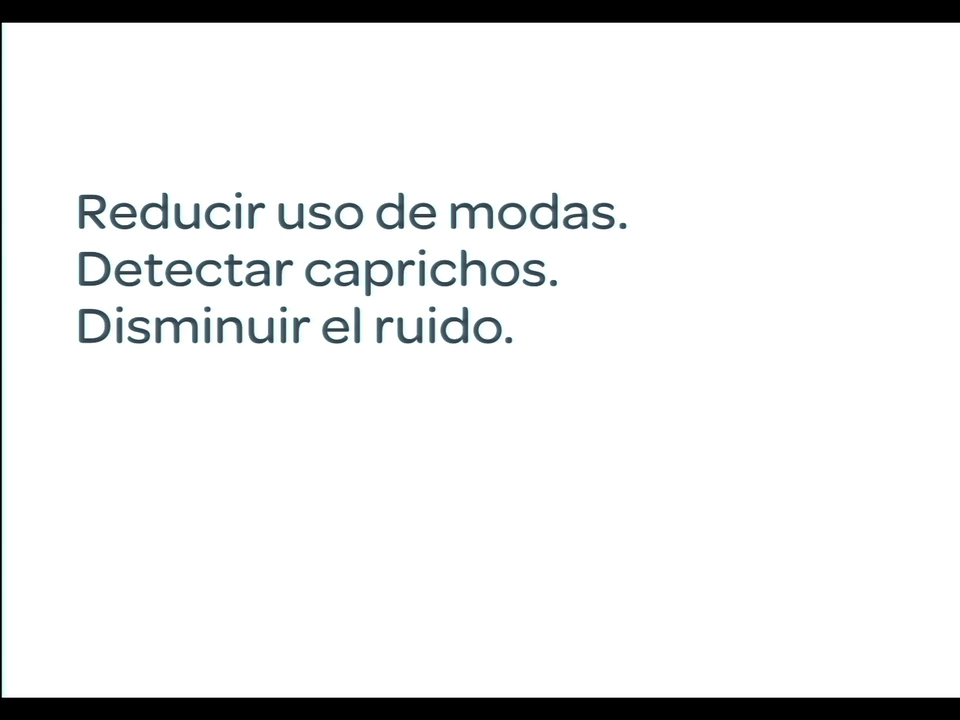 Reducir uso de modas.
Detectar caprichos.
Disminuir el ruido.